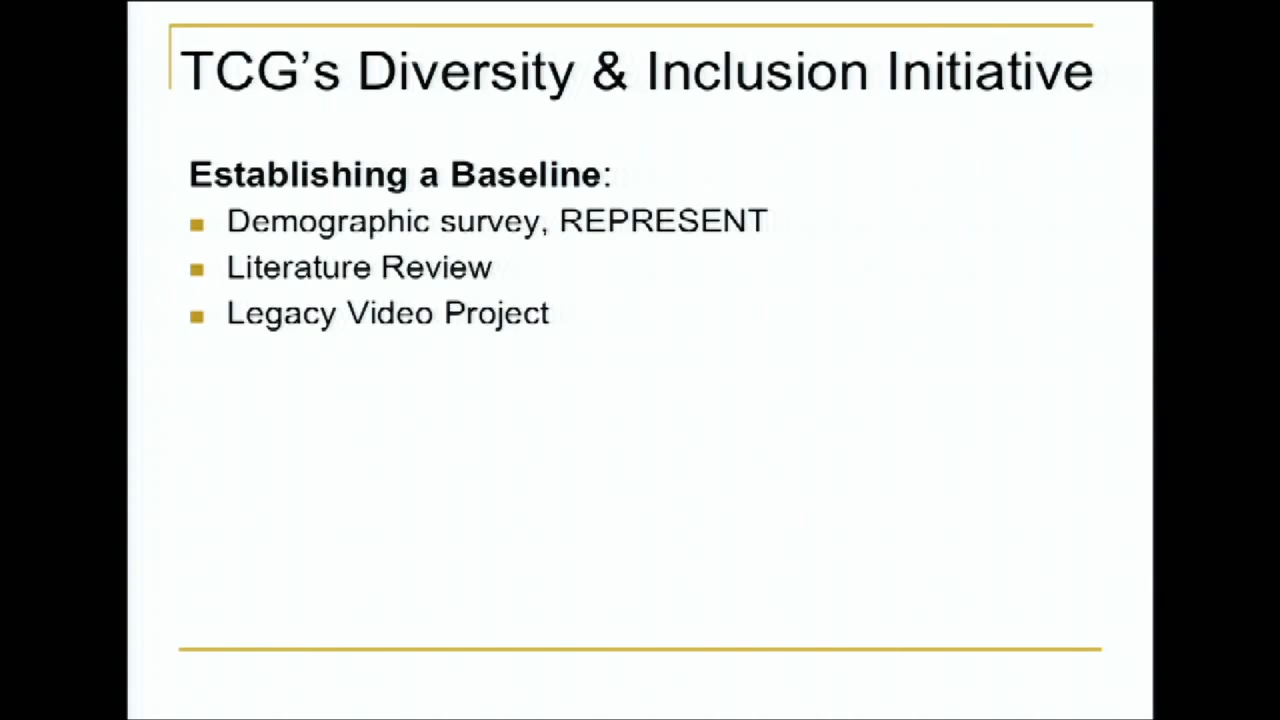 TCG's Diversity & Inclusion Initiative
Establishing a Baseline:
Demographic survey, REPRESENT
Literature Review
Legacy Video Project